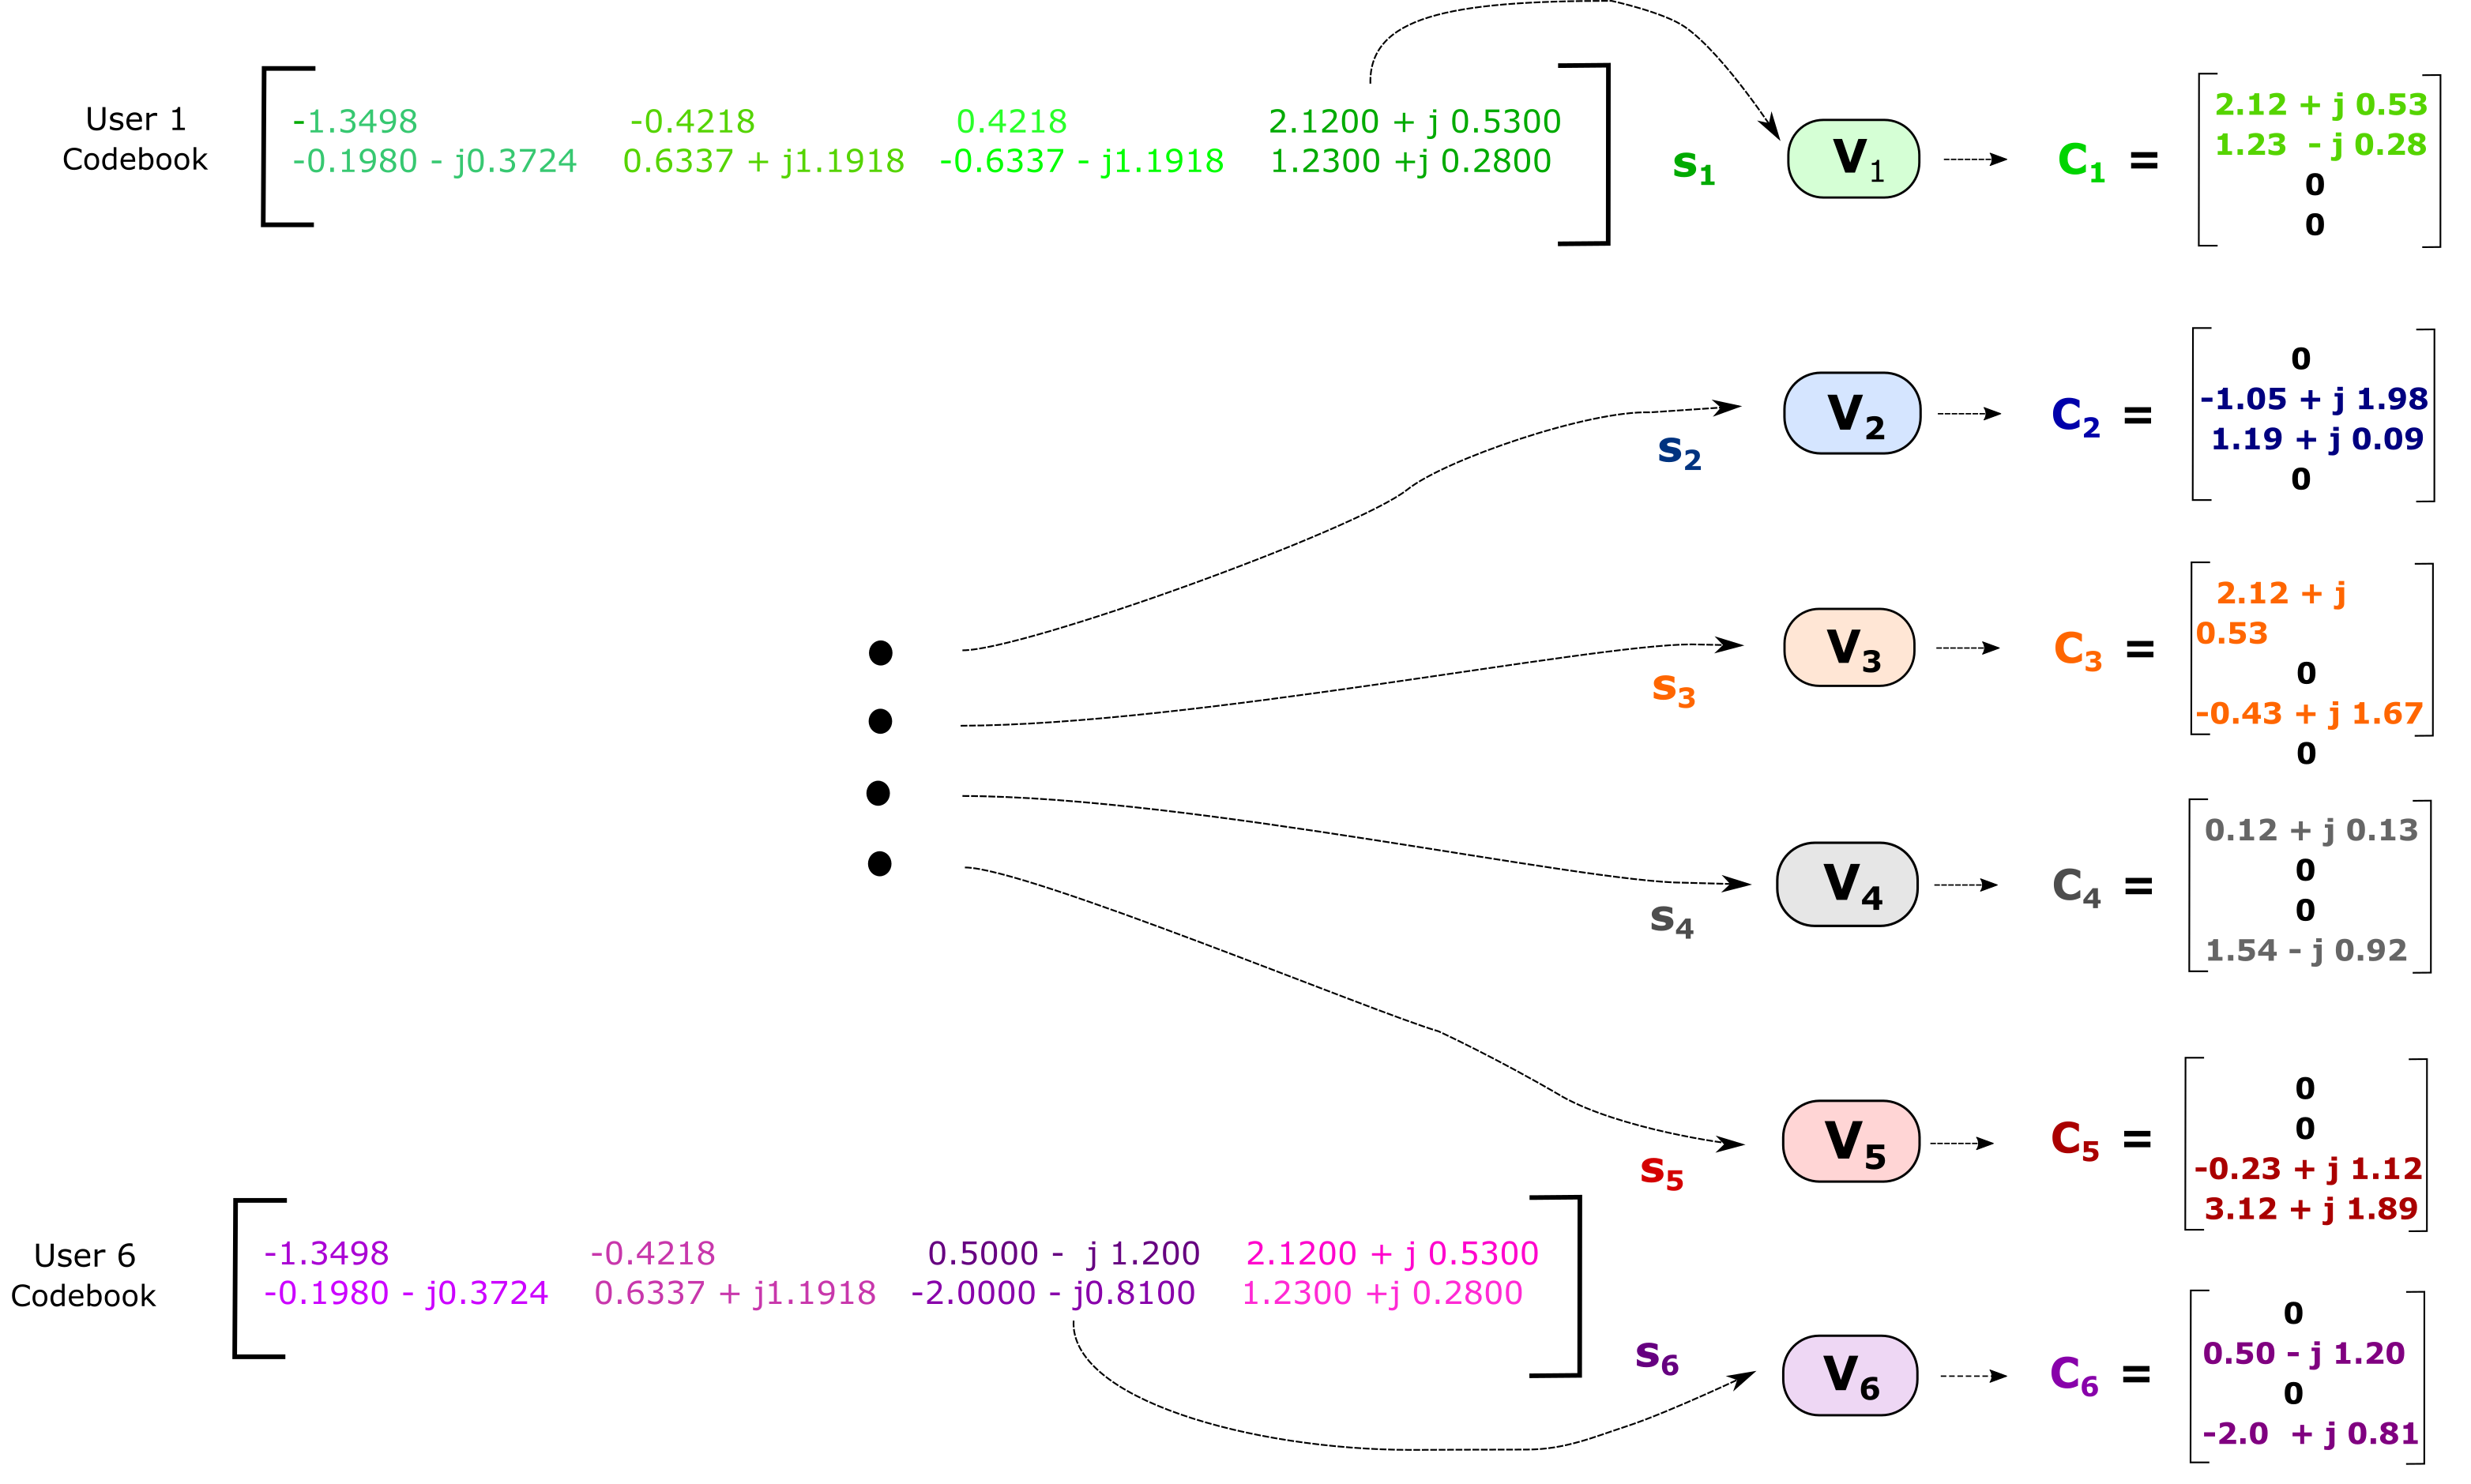 User 1
Codebook
-1.3498 -0.4218 0.4218 2.1200 + j 0.5300
-0.1980 - j0.3724 0.6337 + j1.1918 -0.6337 - j1.1918 1.2300 +j 0.2800
s1
V1
C1 =
2.12 + j 0.53
1.23 - j 0.28
0
0
s2
V2
C2 =
0
-1.05 + j 1.98
1.19 + j 0.09
0
s3
V3
C3 =
2.12 + j
0.53
0
-0.43 + j 1.67
0
s4
V4
C4 =
0.12 + j 0.13
0
0
1.54 - j 0.92
s5
V5
C5 =
0
0
-0.23 + j 1.12
3.12 + j 1.89
User 6
Codebook
-1.3498 -0.4218 0.5000 - j 1.200 2.1200 + j 0.5300
-0.1980 - j0.3724 0.6337 + j1.1918 -2.0000 - j0.8100 1.2300 +j 0.2800
s6
V6
C6 =
0
0.50 - j 1.20
0
-2.0 + j 0.81